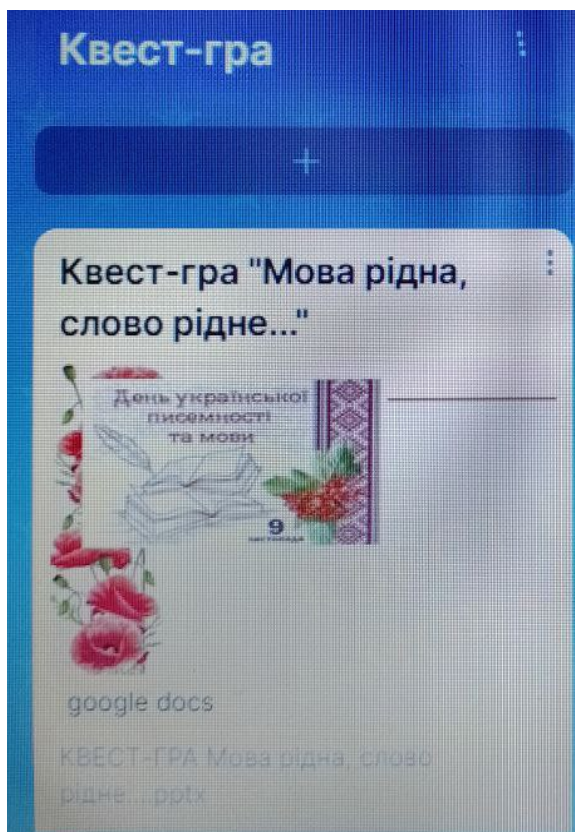 Квест-гра
Квест-гра "Мова рідна,
слово рідне..."
День української
писемності
та мови
9
листопада
google docs
КВЕСТ-ГРА Мова рідна, слово
рідне....pptx